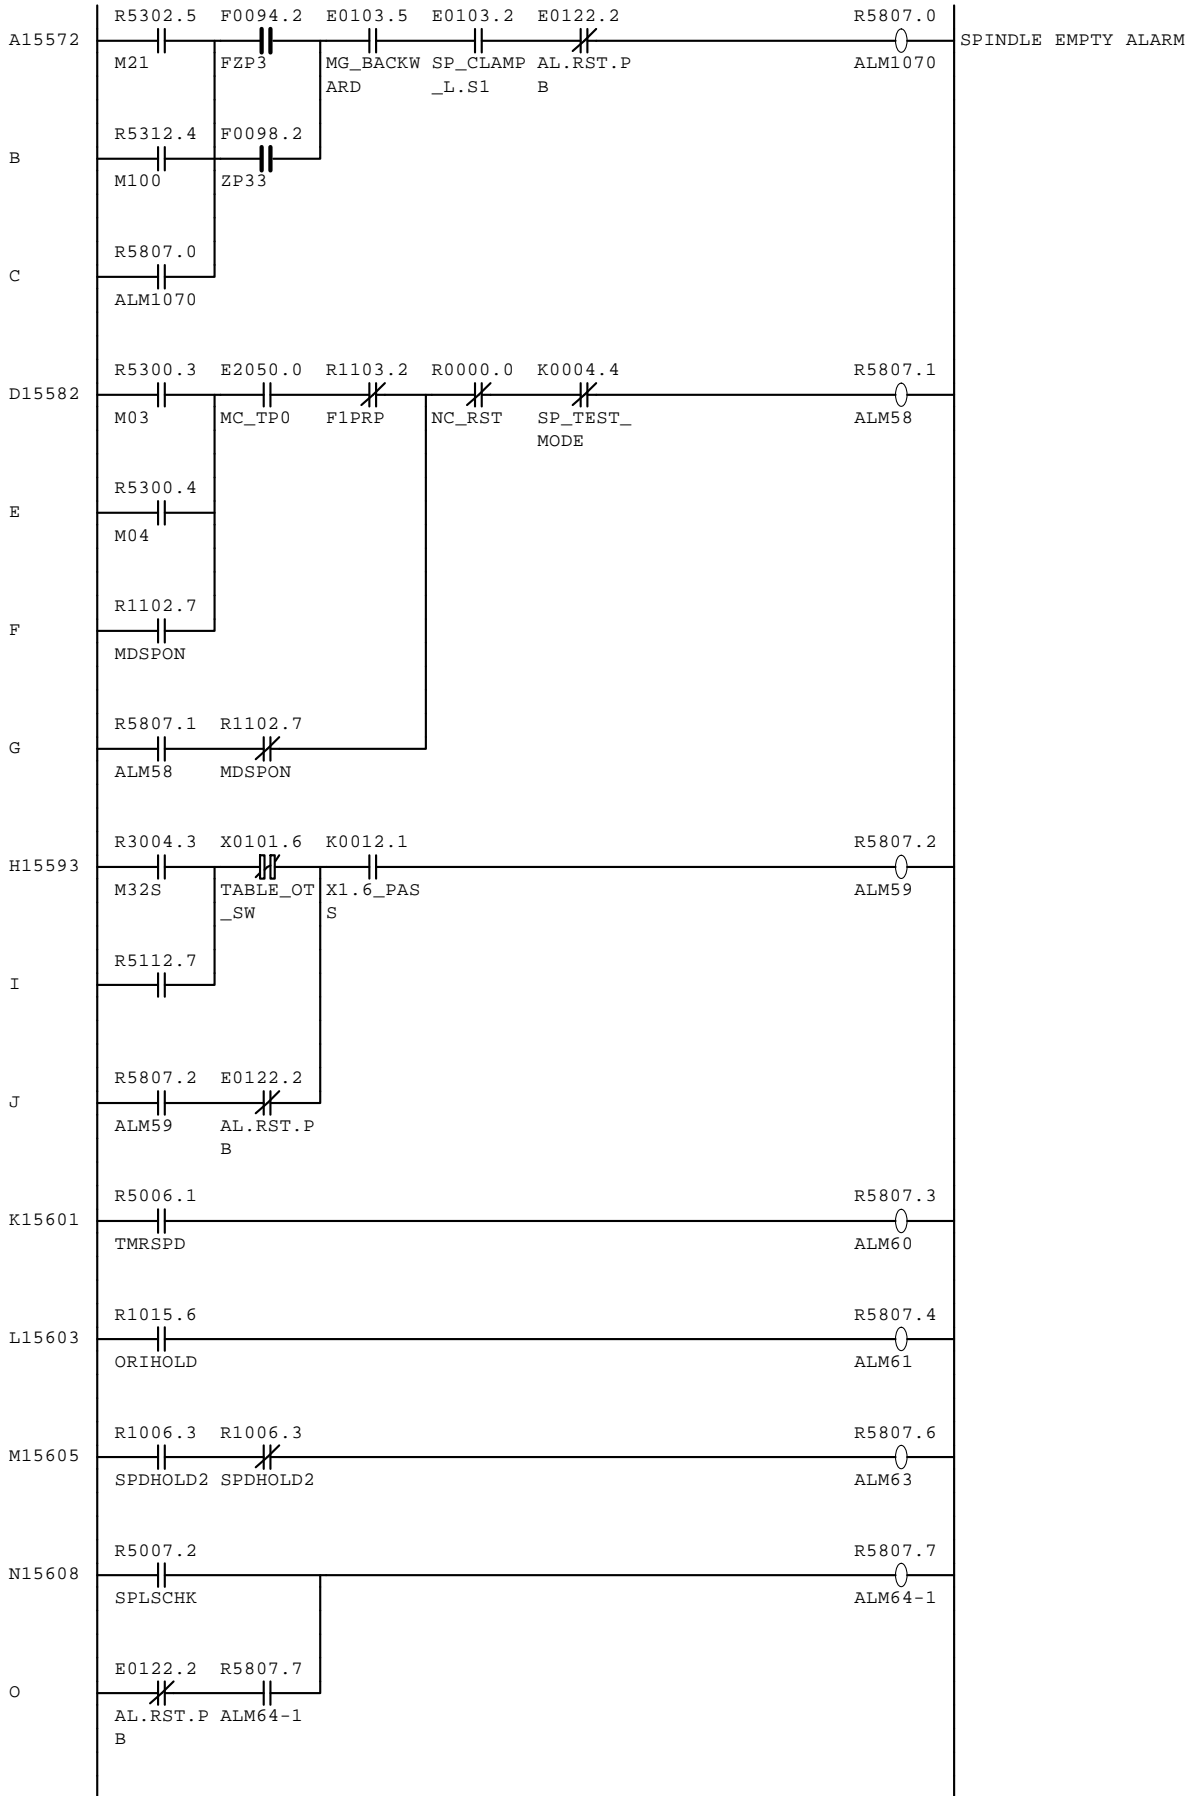 R5302.5 F0094.2 E0103.5 E0103.2 E0122.2 R5807.0
A15572 SPINDLE EMPTY ALARM
M21 FZP3 MG_BACKW SP_CLAMP AL.RST.P ALM1070
ARD _L.S1 B
R5312.4 F0098.2
B
M100 ZP33
R5807.0
C
ALM1070
R5300.3 E2050.0 R1103.2 R0000.0 K0004.4 R5807.1
D15582
M03 MC_TP0 F1PRP NC_RST SP_TEST_ ALM58
MODE
R5300.4
E
M04
R1102.7
F
MDSPON
R5807.1 R1102.7
G
ALM58 MDSPON
R3004.3 X0101.6 K0012.1 R5807.2
H15593
M32S TABLE_OT X1.6_PAS ALM59
_SW S
R5112.7
I
R5807.2 E0122.2
J
ALM59 AL.RST.P
B
R5006.1 R5807.3
K15601
TMRSPD ALM60
R1015.6 R5807.4
L15603
ORIHOLD ALM61
R1006.3 R1006.3 R5807.6
M15605
SPDHOLD2 SPDHOLD2 ALM63
R5007.2 R5807.7
N15608
SPLSCHK ALM64-1
E0122.2 R5807.7
O
AL.RST.P ALM64-1
B